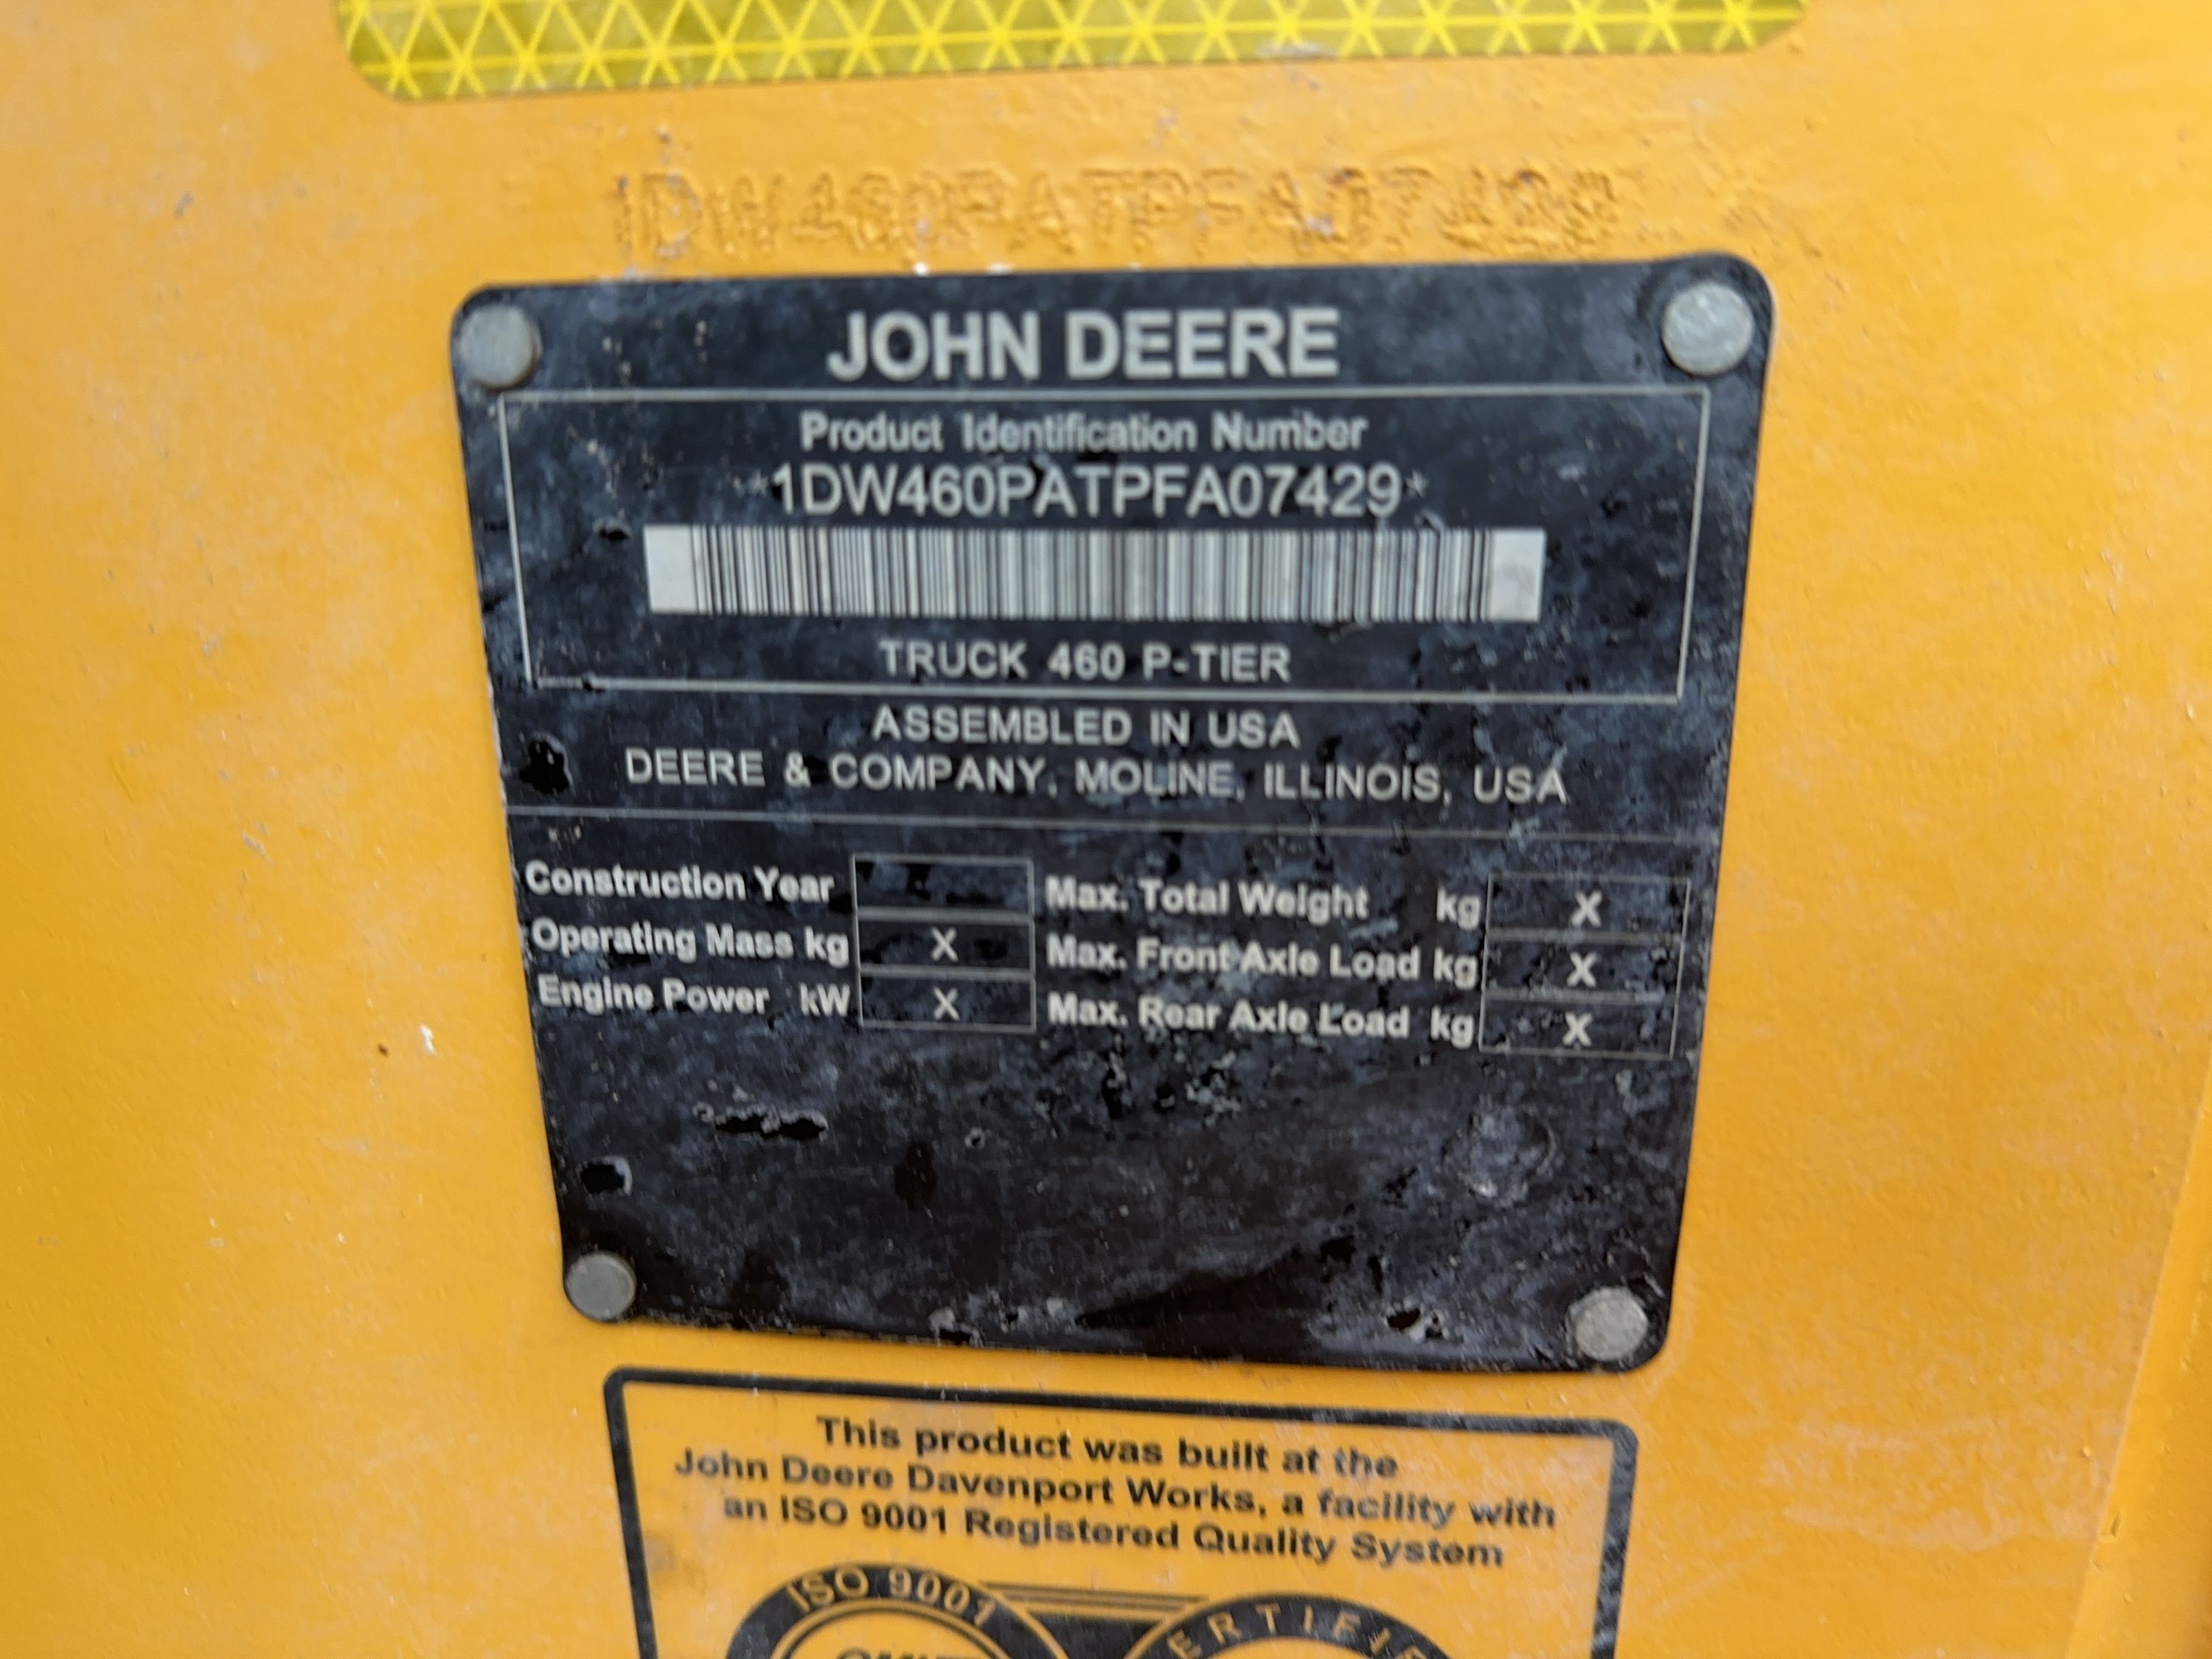 1DW460PATPFA07429
JOHN DEERE
Product Identification Number
*1DW460PATPFA07429*
TRUCK 460 P-TIER
ASSEMBLED IN USA
DEERE & COMPANY, MOLINE, ILLINOIS, USA
Construction Year Max. Total Weight kg X
Operating Mass kg X Max. Front Axle Load kg X
Engine Power kW X Max. Rear Axle Load kg X
This product was built at the
John Deere Davenport Works, a facility with
an ISO 9001 Registered Quality System
ISO 9001